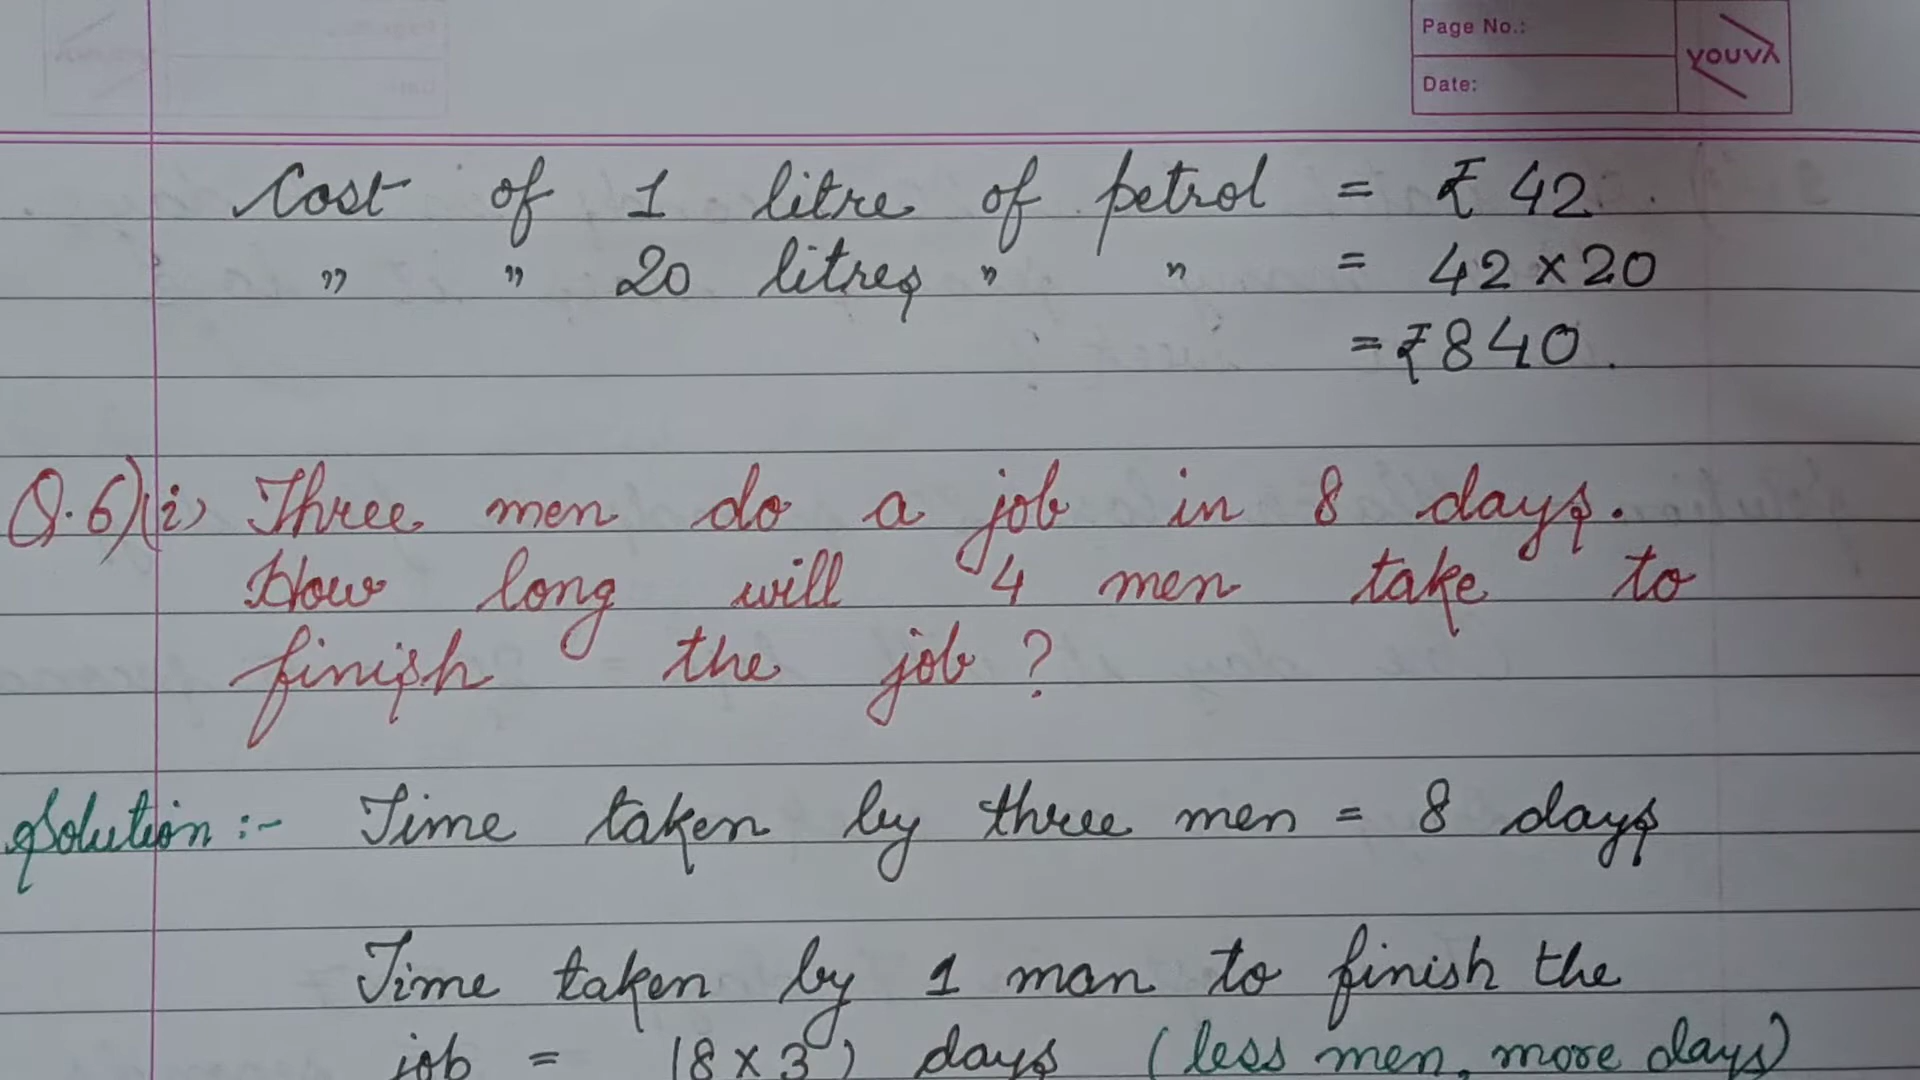 Page No.:
Date:
YOUVA
Cost of 1 litre of petrol = ₹ 42.
" " 20 litres " " = 42 × 20
= ₹840.
Q.6)(i) Three men do a job in 8 days.
How long will 4 men take to
finish the job?
Solution :- Time taken by three men = 8 days
Time taken by 1 man to finish the
job = (8 × 3) days (less men, more days)